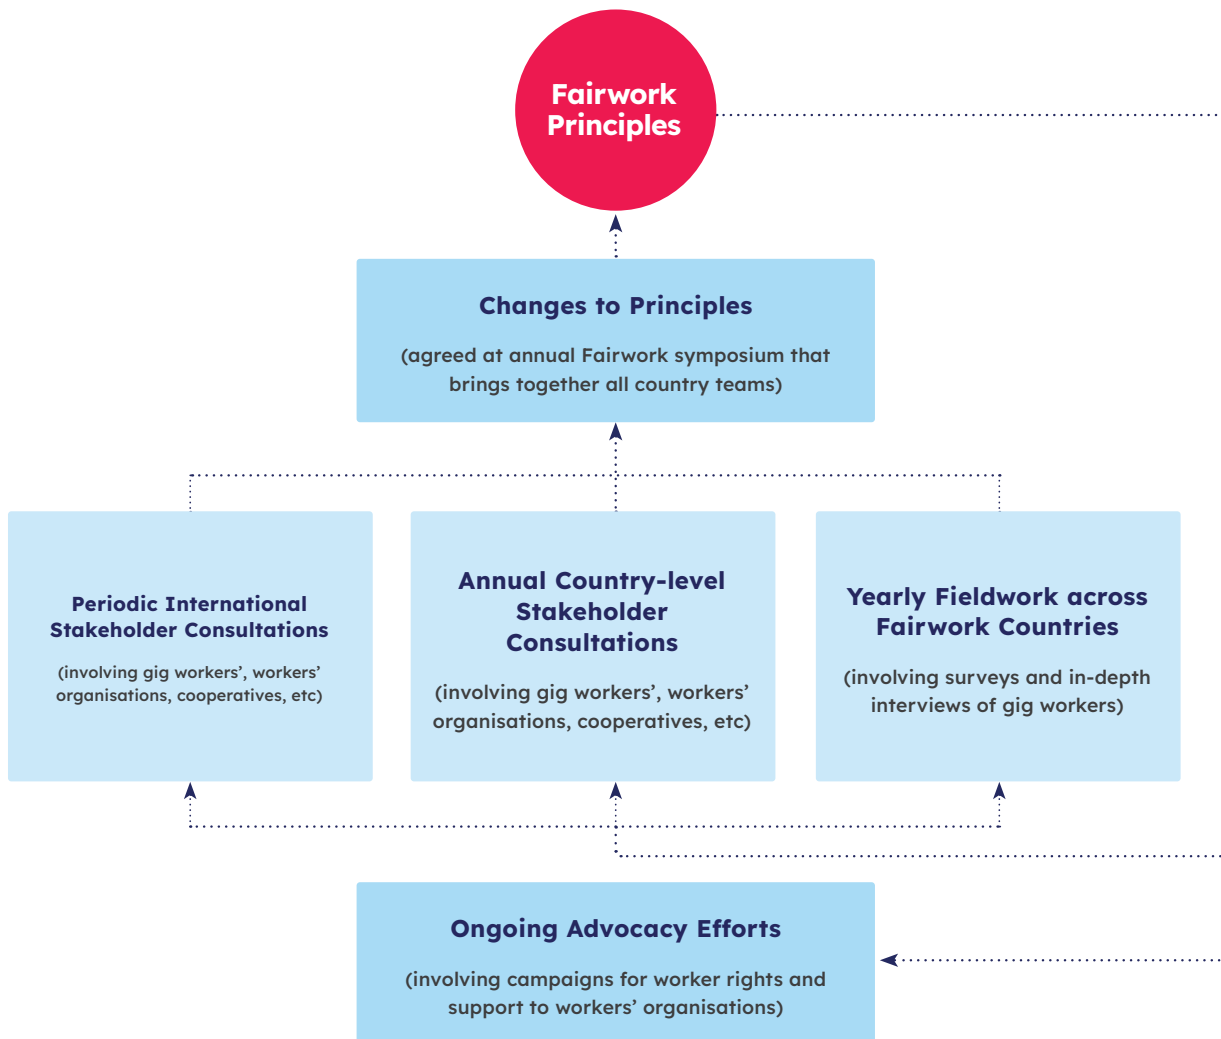 Fairwork
Principles
Changes to Principles
(agreed at annual Fairwork symposium that
brings together all country teams)
Periodic International
Stakeholder Consultations
(involving gig workers’, workers’
organisations, cooperatives, etc)
Annual Country-level
Stakeholder
Consultations
(involving gig workers’, workers’
organisations, cooperatives, etc)
Yearly Fieldwork across
Fairwork Countries
(involving surveys and in-depth
interviews of gig workers)
Ongoing Advocacy Efforts
(involving campaigns for worker rights and
support to workers’ organisations)